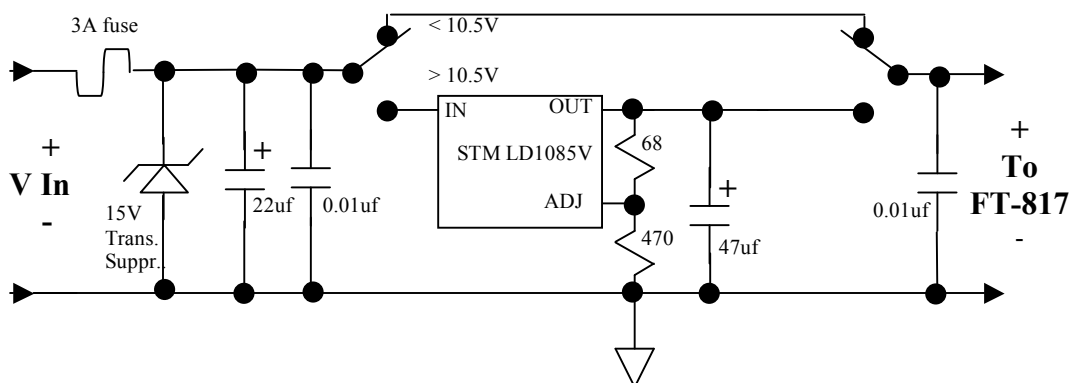 3A fuse
< 10.5V
> 10.5V
IN
OUT
STM LD1085V
ADJ
68
470
+
V In
-
15V
Trans.
Suppr..
+
22uf
0.01uf
+
47uf
0.01uf
+
To
FT-817
-